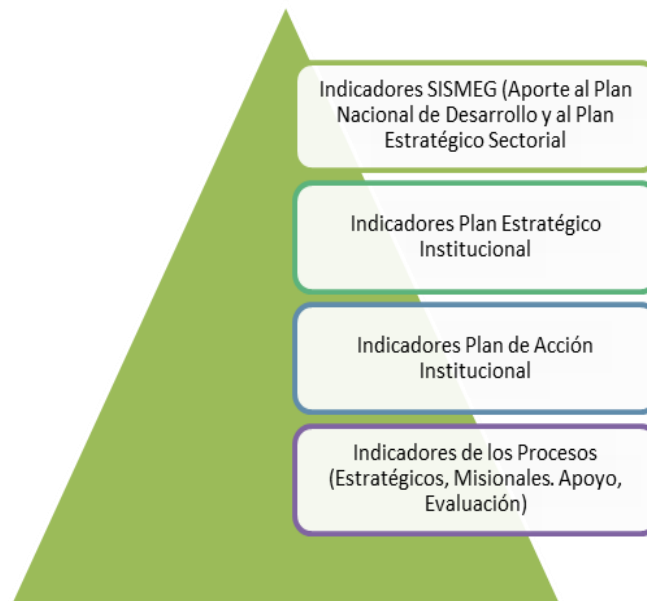 Indicadores SISMEG (Aporte al Plan
Nacional de Desarrollo y al Plan
Estratégico Sectorial
Indicadores Plan Estratégico
Institucional
Indicadores Plan de Acción
Institucional
Indicadores de los Procesos
(Estratégicos, Misionales. Apoyo,
Evaluación)